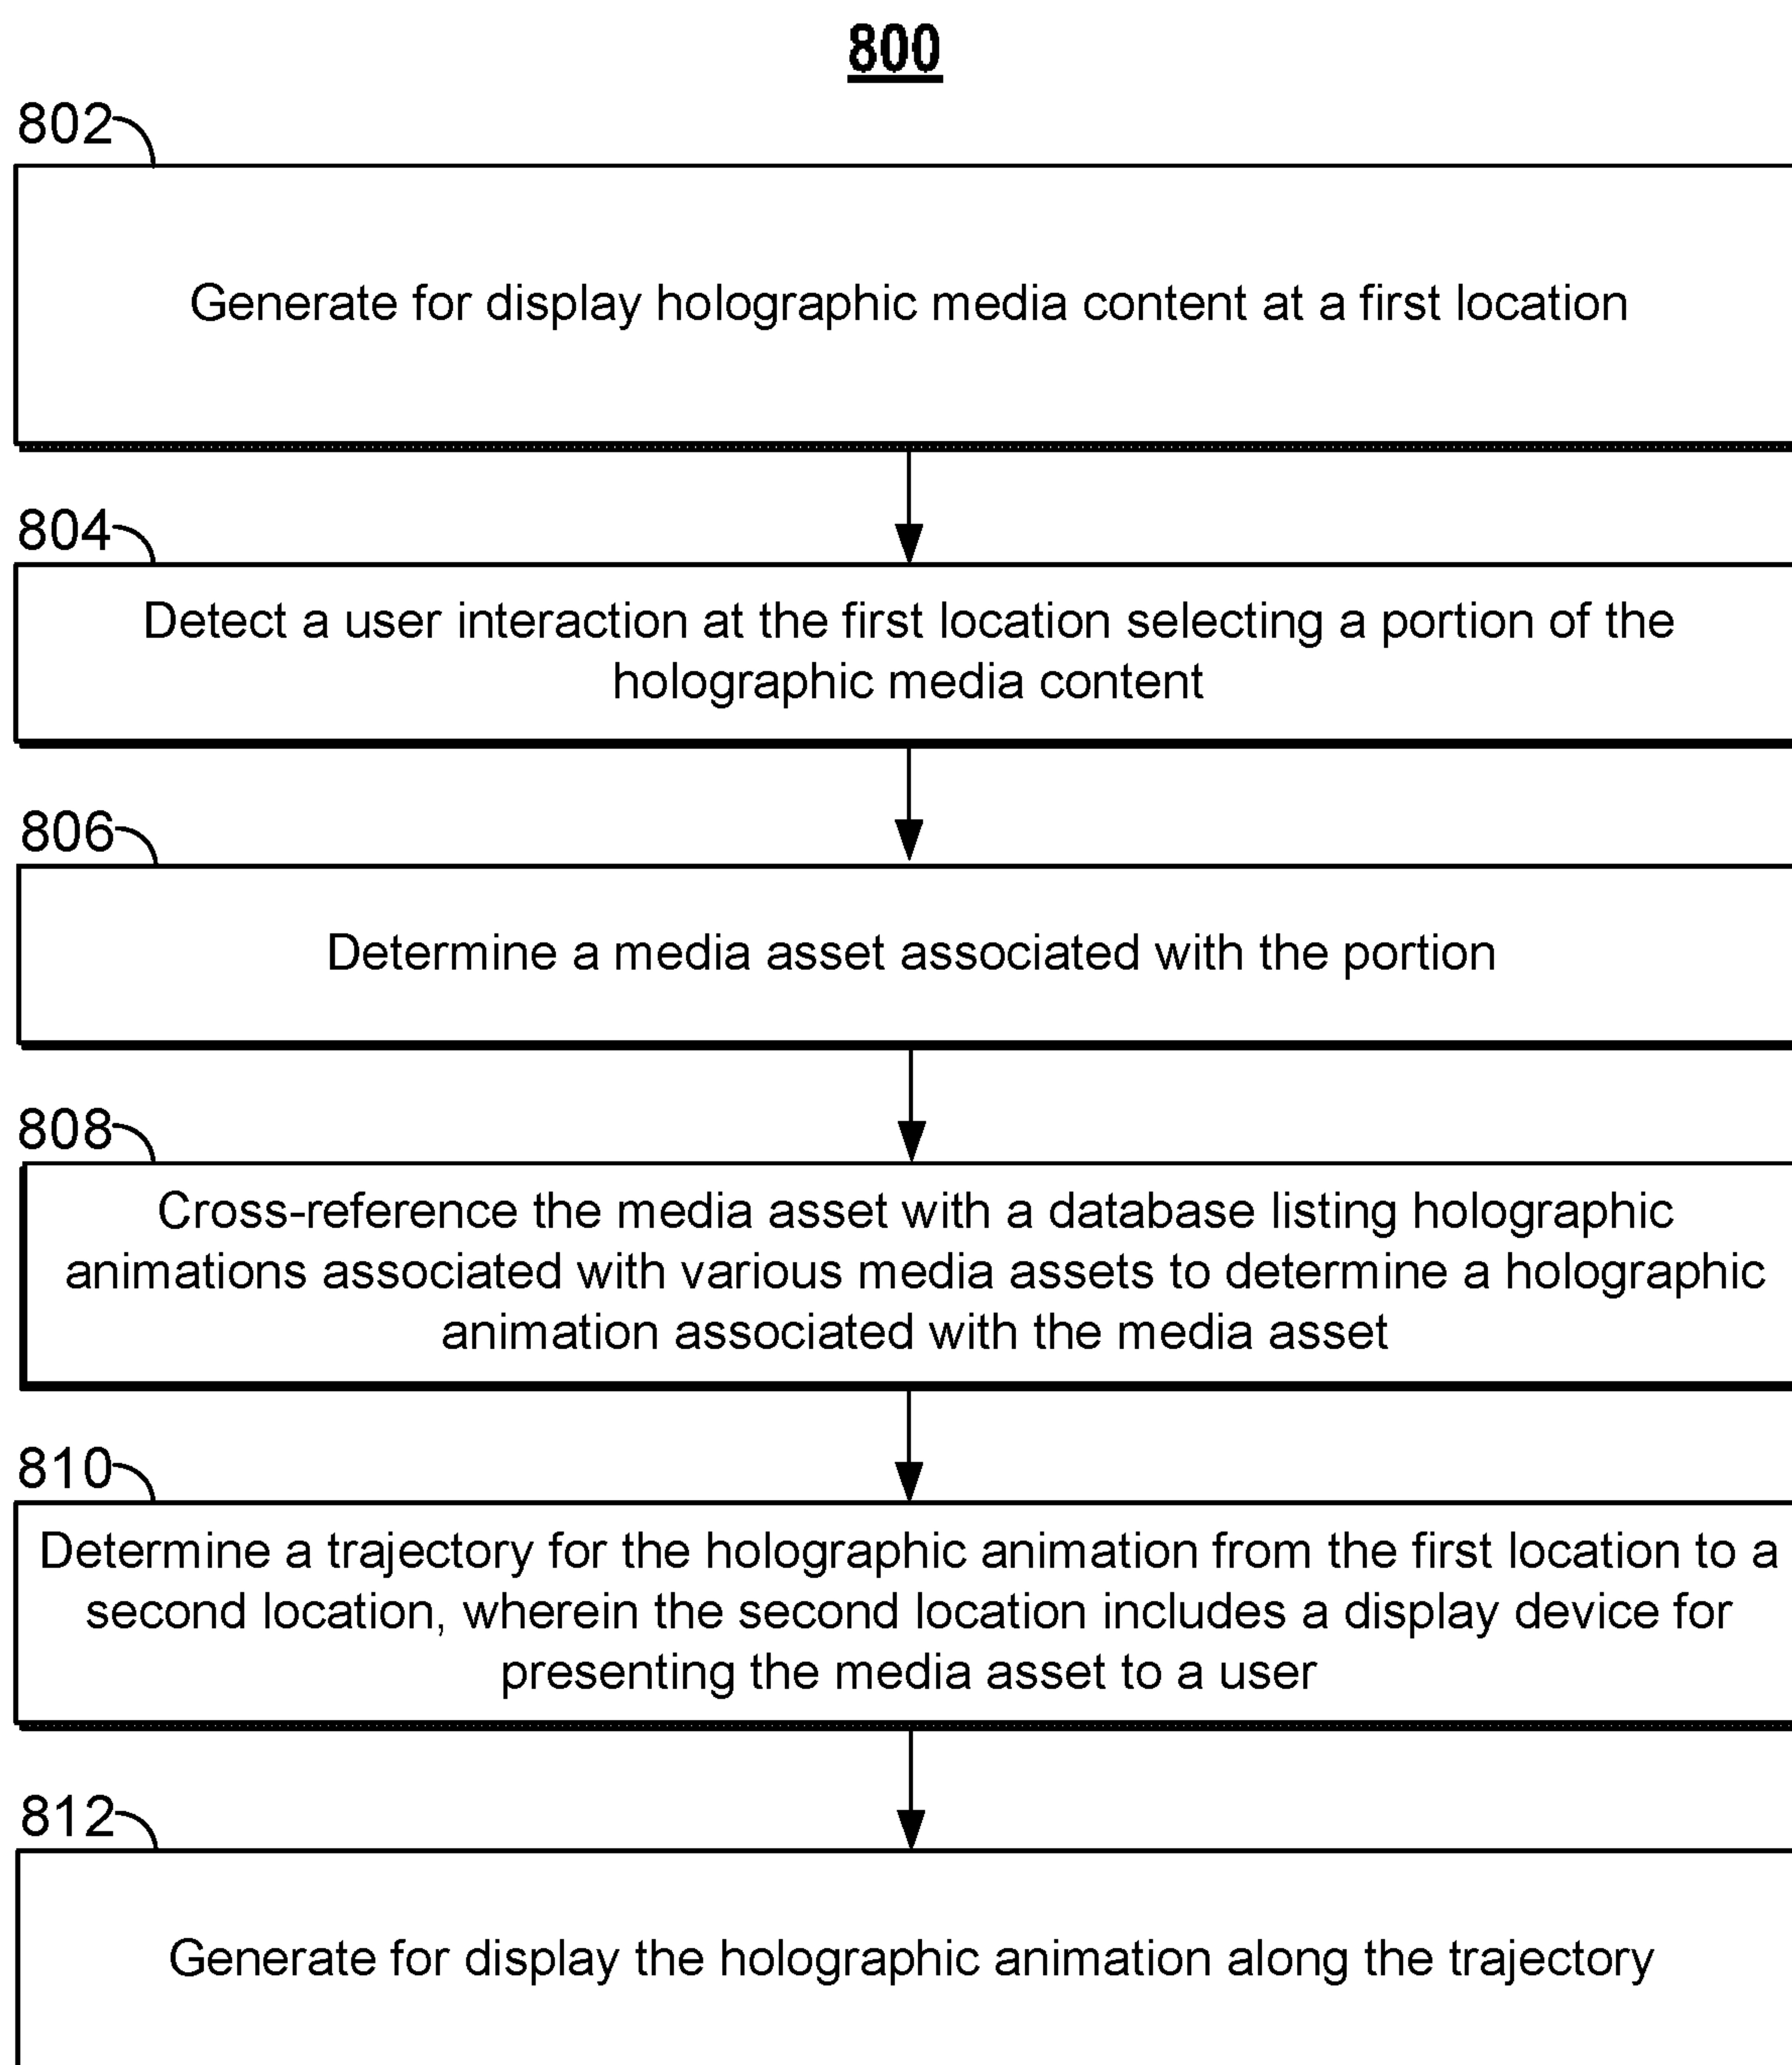 800
802
Generate for display holographic media content at a first location
804
Detect a user interaction at the first location selecting a portion of the
holographic media content
806
Determine a media asset associated with the portion
808
Cross-reference the media asset with a database listing holographic
animations associated with various media assets to determine a holographic
animation associated with the media asset
810
Determine a trajectory for the holographic animation from the first location to a
second location, wherein the second location includes a display device for
presenting the media asset to a user
812
Generate for display the holographic animation along the trajectory